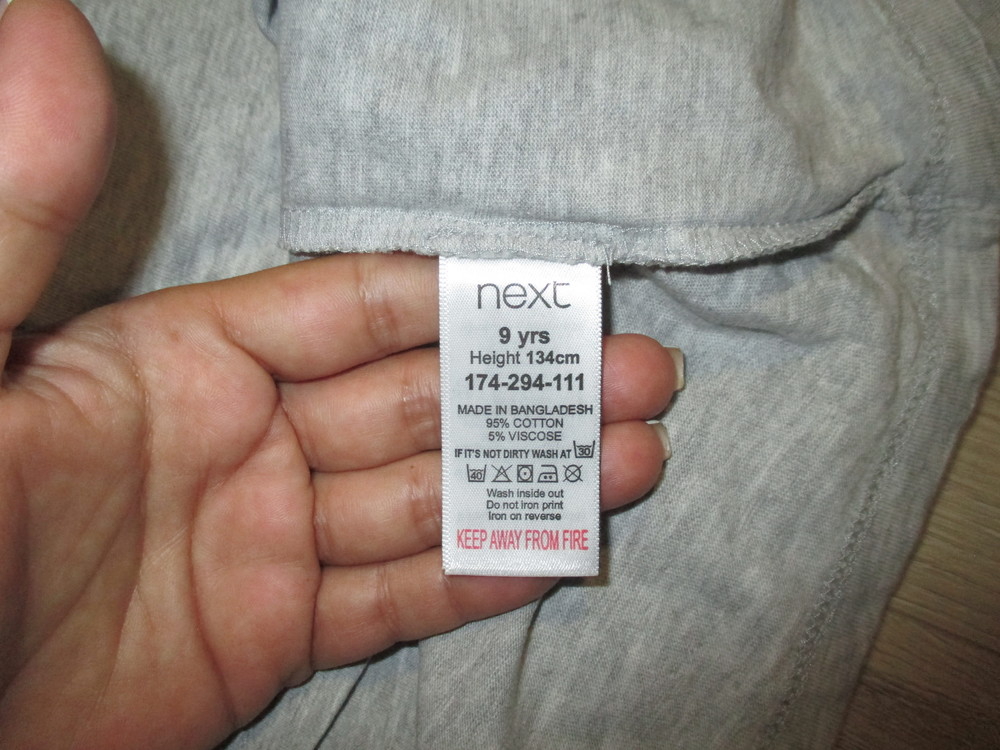 next
9 yrs
Height 134cm
174-294-111
MADE IN BANGLADESH
95% COTTON
5% VISCOSE
IF IT'S NOT DIRTY WASH AT 30
40
Wash inside out
Do not iron print
Iron on reverse
KEEP AWAY FROM FIRE